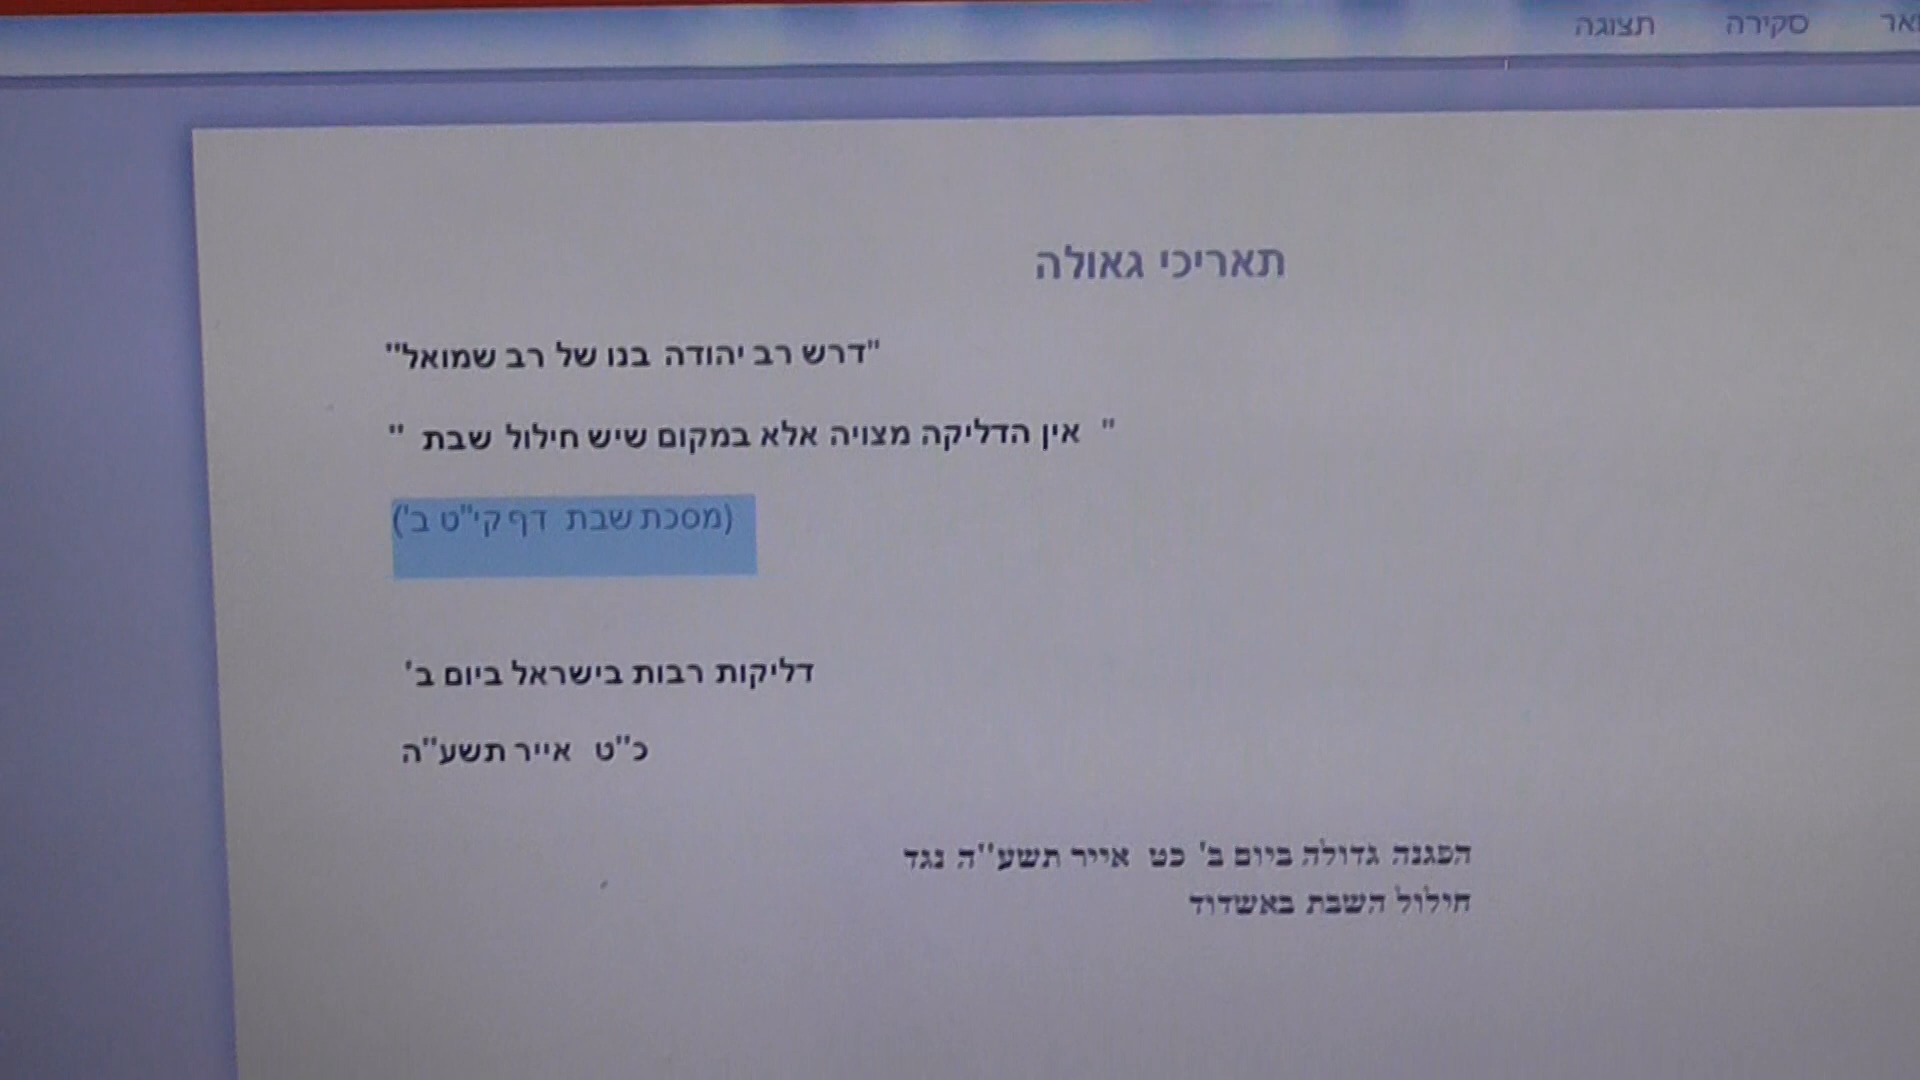 סקירה תצוגה
תאריכי גאולה
"דרש רב יהודה בנו של רב שמואל"
" אין הדליקה מצויה אלא במקום שיש חילול שבת "
(מסכת שבת דף קי"ט ב')
דליקות רבות בישראל ביום ב'
כ"ט אייר תשע"ה
הפגנה גדולה ביום ב' כט אייר תשע''ה נגד
חילול השבת באשדוד